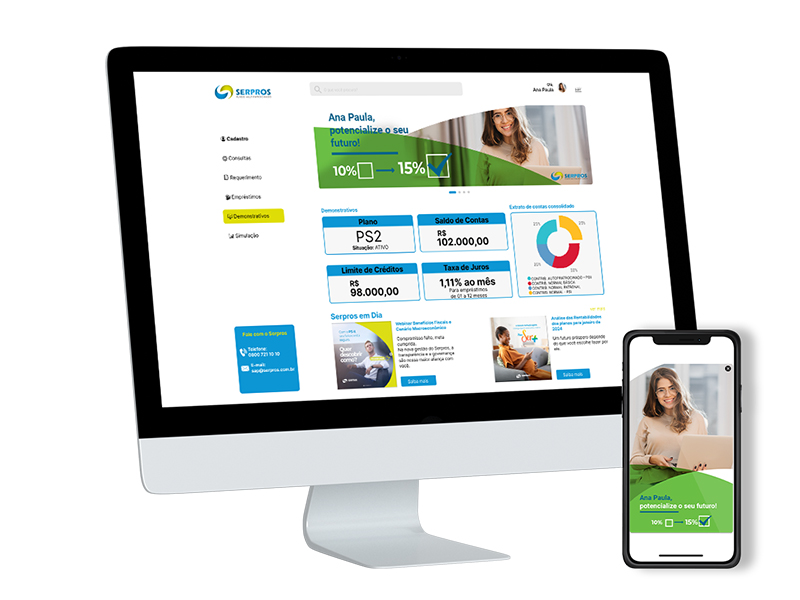 SERPROS
Olá,
Ana Paula
sair
Cadastro
Consultas
Requerimento
Empréstimos
Demonstrativos
Simulação
Ana Paula,
potencialize o seu
futuro!
10% 15%
SERPROS
Demonstrativos
Plano
PS2
Situação: ATIVO
Saldo de Contas
R$
102.000,00
Limite de Créditos
R$
98.000,00
Taxa de Juros
1,11% ao mês
Para empréstimos
de 01 a 12 meses
Extrato de contas consolidado
CONTRIB. AUTOPATROCINADO - PSII
CONTRIB. NORMAL BÁSICA
CONTRIB. NORMAL PATRONAL
CONTRIB. NORMAL - PSI
Fale com o Serpros
Telefone:
0800 721 10 10
E-mail:
sap@serpros.com.br
Serpros em Dia
Quer
descobrir
como?
Webinar Benefícios Fiscais e
Cenário Macroeconômico
Compromisso falho, meta
cumprida.
Na nova gestão do Serpros, a
transparência e a governança
são nossa maior aliança com
você.
Saiba mais
Ser+
Análise das Rentabilidades
dos planos para janeiro de
2024
Um futuro próspero depende
do que você escolhe fazer por
ele.
Saiba mais
Ana Paula,
potencialize o seu futuro!
10% 15%